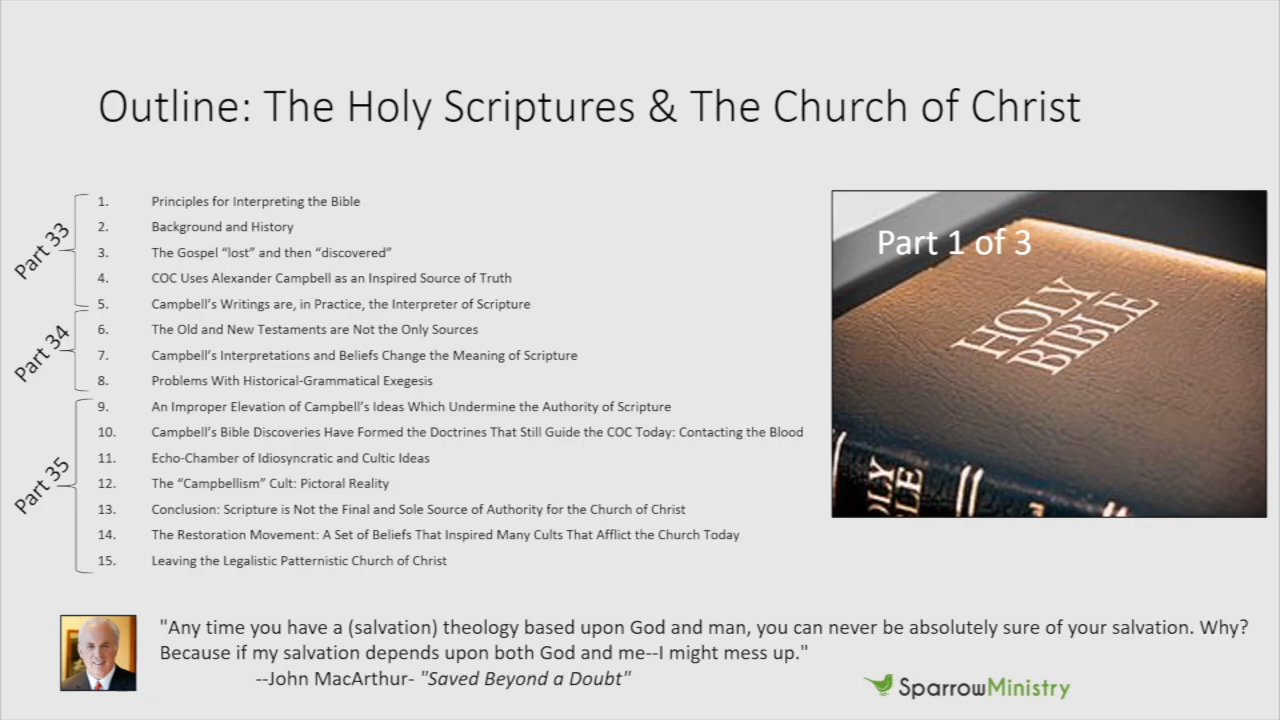 Outline: The Holy Scriptures & The Church of Christ
Part 33
1. Principles for Interpreting the Bible
2. Background and History
3. The Gospel “lost” and then “discovered”
4. COC Uses Alexander Campbell as an Inspired Source of Truth
5. Campbell’s Writings are, in Practice, the Interpreter of Scripture
Part 34
6. The Old and New Testaments are Not the Only Sources
7. Campbell’s Interpretations and Beliefs Change the Meaning of Scripture
8. Problems With Historical-Grammatical Exegesis
Part 35
9. An Improper Elevation of Campbell’s Ideas Which Undermine the Authority of Scripture
10. Campbell’s Bible Discoveries Have Formed the Doctrines That Still Guide the COC Today: Contacting the Blood
11. Echo-Chamber of Idiosyncratic and Cultic Ideas
12. The “Campbellism” Cult: Pictoral Reality
13. Conclusion: Scripture is Not the Final and Sole Source of Authority for the Church of Christ
14. The Restoration Movement: A Set of Beliefs That Inspired Many Cults That Afflict the Church Today
15. Leaving the Legalistic Patternistic Church of Christ
Part 1 of 3
HOLY
BIBLE
HOLY
BIBLE
"Any time you have a (salvation) theology based upon God and man, you can never be absolutely sure of your salvation. Why?
Because if my salvation depends upon both God and me--I might mess up."
--John MacArthur- "Saved Beyond a Doubt"
SparrowMinistry